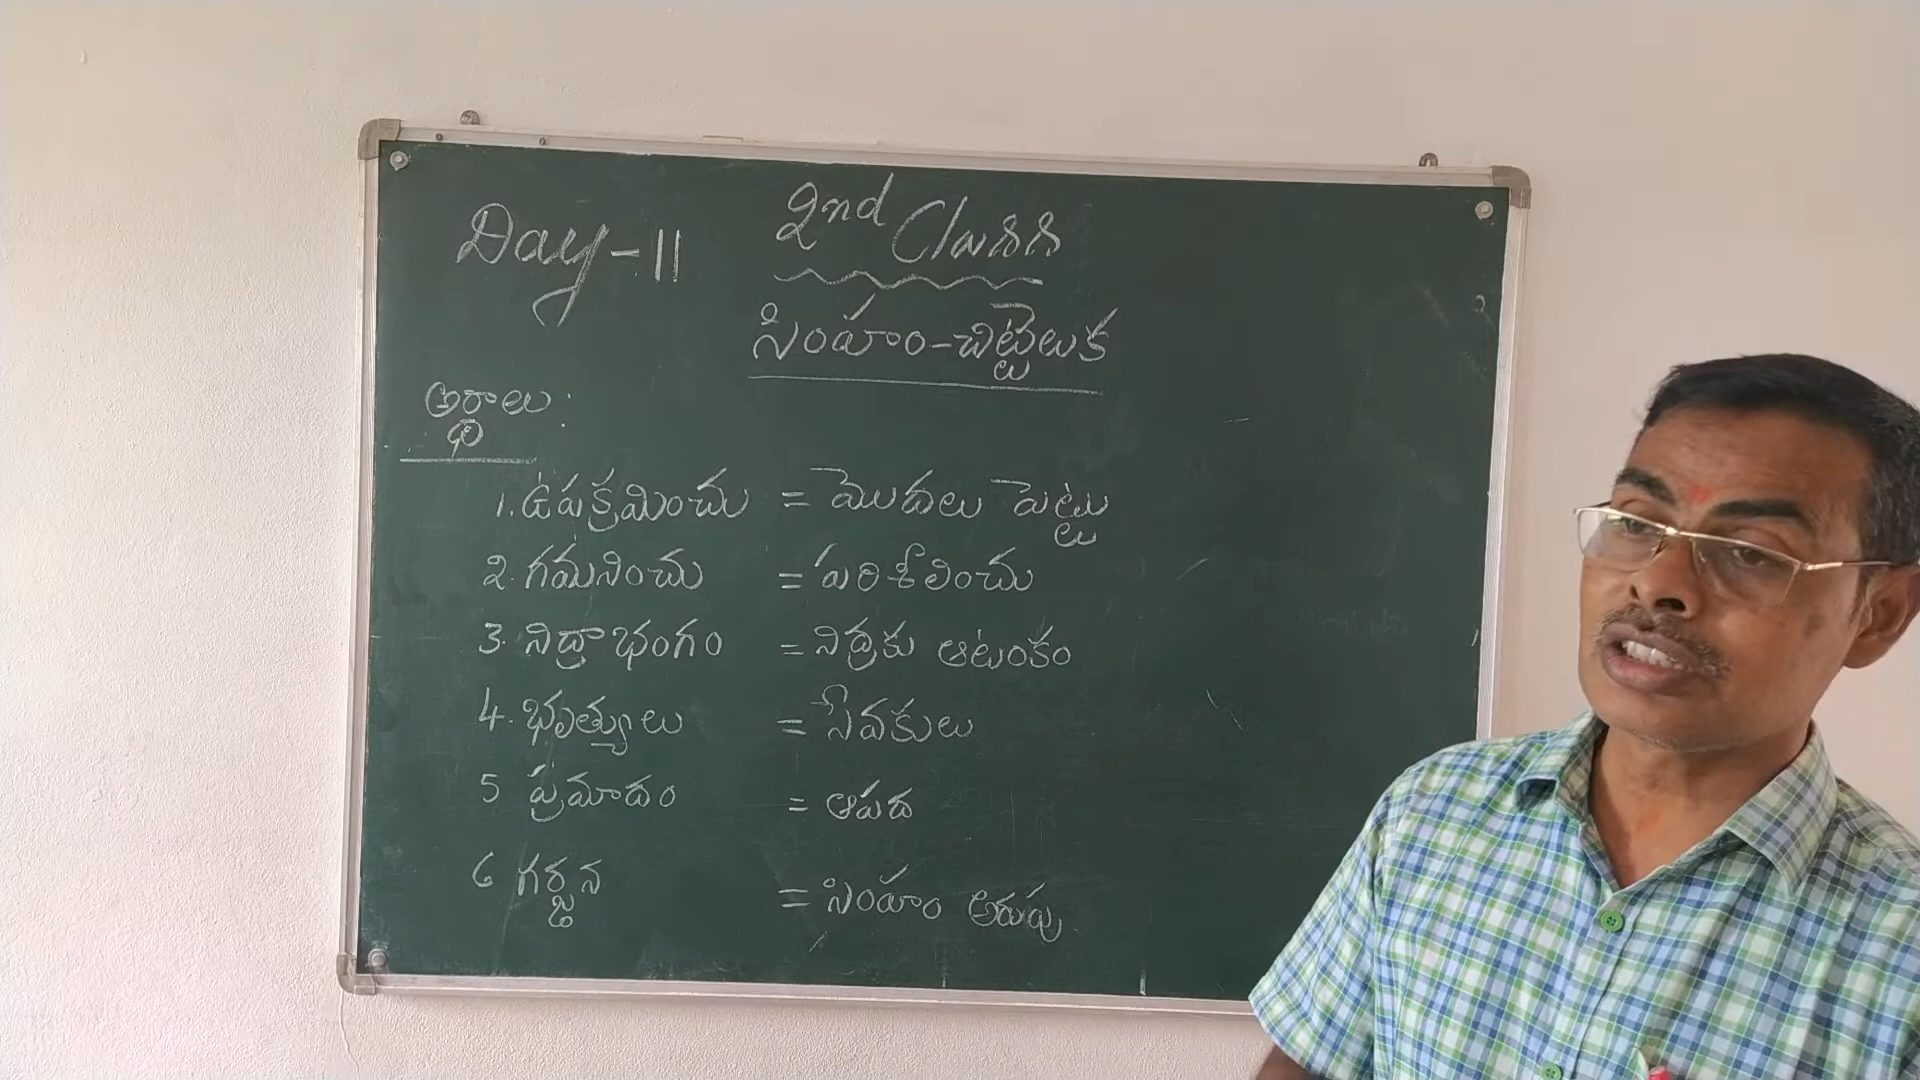 Day-11 2nd Class
సింహం-చిట్టెలుక
అర్థాలు:
1. ఉపక్రమించు = మొదలు పెట్టు
2. గమనించు = పరిశీలించు
3. నిద్రాభంగం = నిద్రకు ఆటంకం
4. భృత్యులు = సేవకులు
5 ప్రమాదం = ఆపద
6 గర్జన = సింహం అరుపు